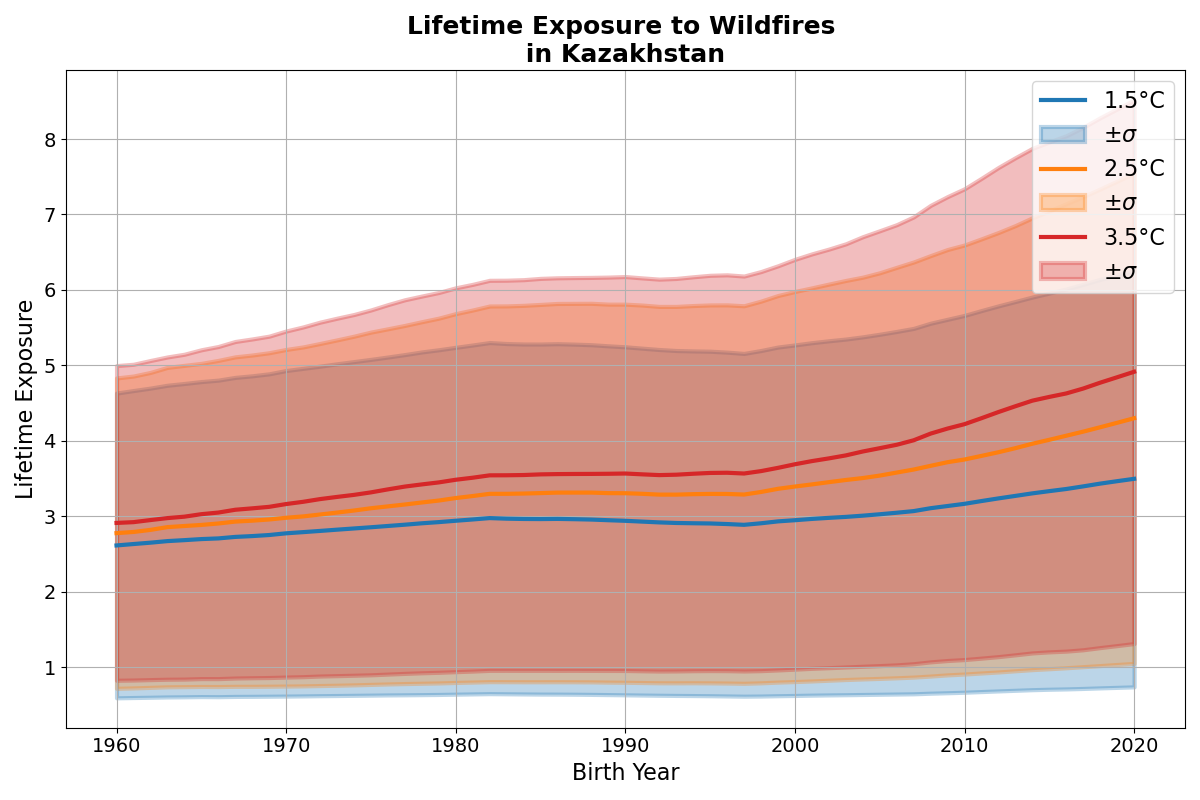 Lifetime Exposure to Wildfires
in Kazakhstan
Lifetime Exposure
8
7
6
5
4
3
2
1
1.5°C
±σ
2.5°C
±σ
3.5°C
±σ
1960
1970
1980
1990
2000
2010
2020
Birth Year